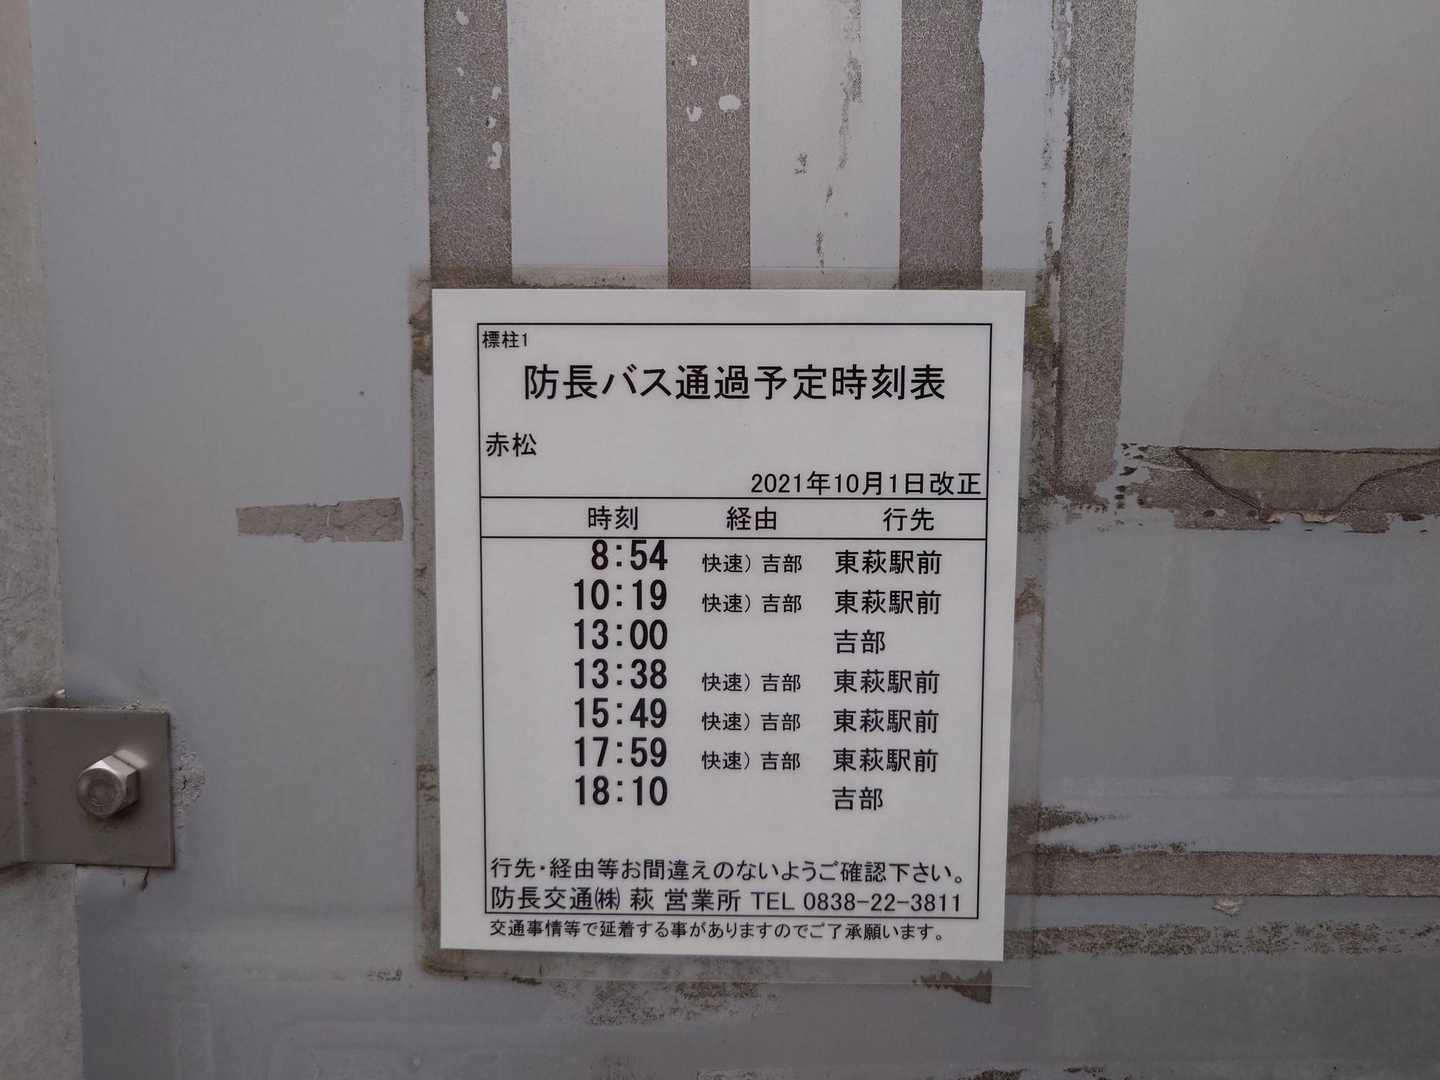 標柱1
防長バス通過予定時刻表
赤松
2021年10月1日改正
時刻 経由 行先
8:54 快速）吉部 東萩駅前
10:19 快速）吉部 東萩駅前
13:00 吉部
13:38 快速）吉部 東萩駅前
15:49 快速）吉部 東萩駅前
17:59 快速）吉部 東萩駅前
18:10 吉部
行先・経由等お間違えのないようご確認下さい。
防長交通㈱ 萩 営業所 TEL 0838-22-3811
交通事情等で延着する事がありますのでご了承願います。